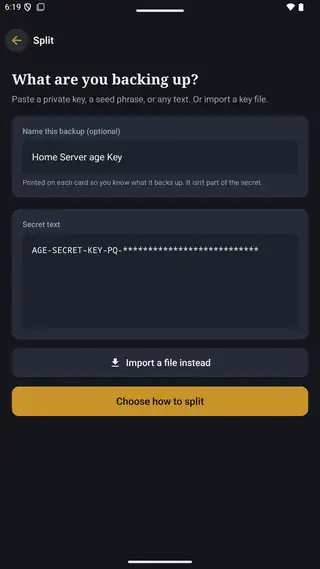 6:19
Split
What are you backing up?
Paste a private key, a seed phrase, or any text. Or import a key file.
Name this backup (optional)
Home Server age Key
Printed on each card so you know what it backs up. It isn't part of the secret.
Secret text
AGE-SECRET-KEY-PQ-****************************
Import a file instead
Choose how to split